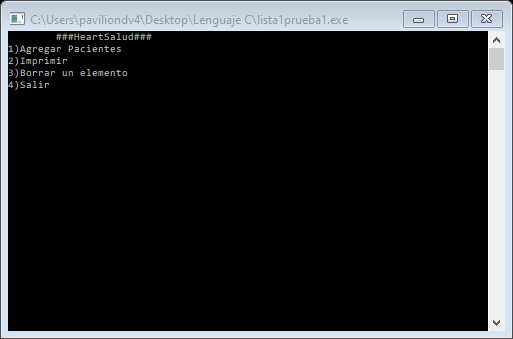 C:\Users\paviliondv4\Desktop\Lenguaje C\lista1prueba1.exe
###HeartSalud###
1)Agregar Pacientes
2)Imprimir
3)Borrar un elemento
4)Salir